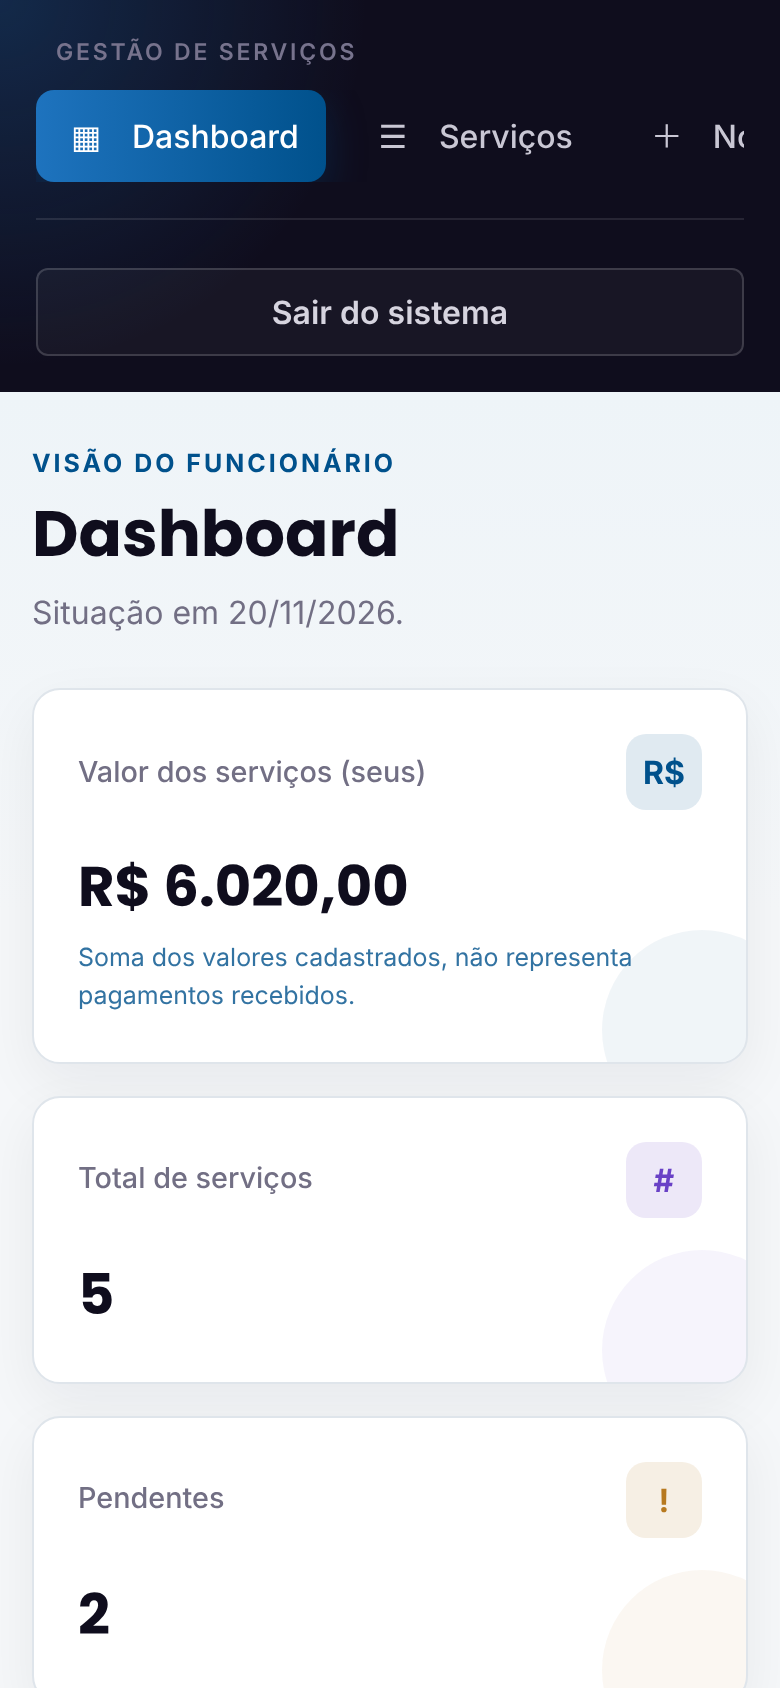 GESTÃO DE SERVIÇOS
Dashboard
Serviços
Sair do sistema
VISÃO DO FUNCIONÁRIO
Dashboard
Situação em 20/11/2026.
Valor dos serviços (seus)
R$
R$ 6.020,00
Soma dos valores cadastrados, não representa
pagamentos recebidos.
Total de serviços
#
5
Pendentes
!
2